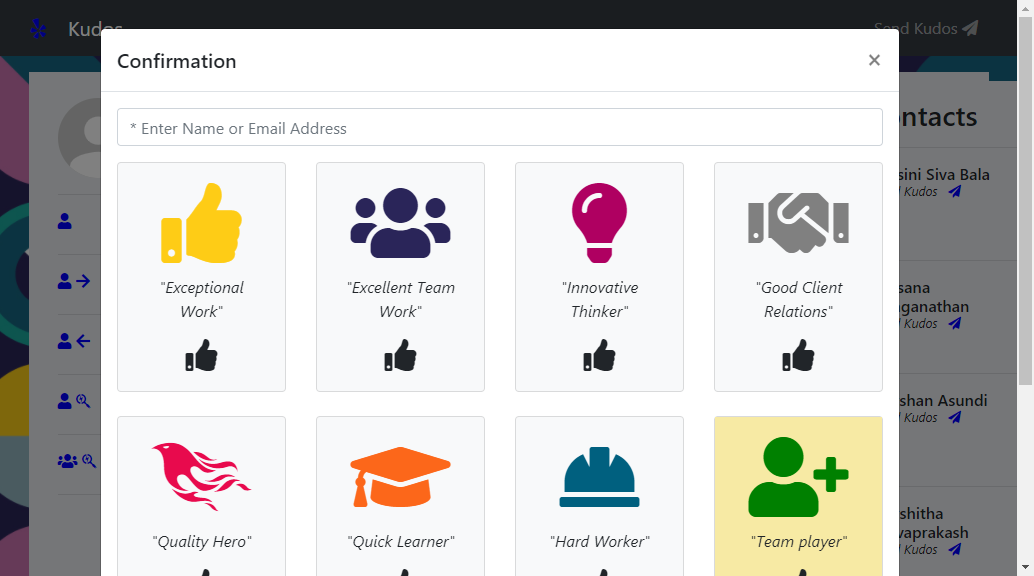 Kudos
Send Kudos
Confirmation
×
* Enter Name or Email Address
"Exceptional
Work"
"Excellent Team
Work"
"Innovative
Thinker"
"Good Client
Relations"
"Quality Hero"
"Quick Learner"
"Hard Worker"
"Team player"
ontacts
sini Siva Bala
Kudos
sana
ganathan
Kudos
shan Asundi
Kudos
shitha
vaprakash
Kudos